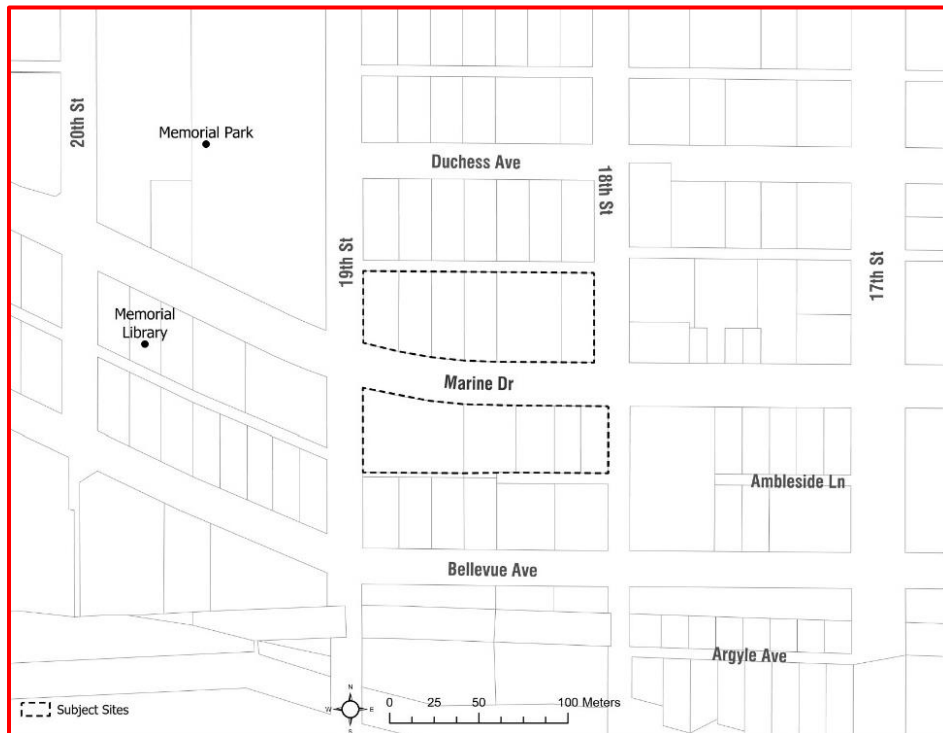 20th St
Memorial Park
Duchess Ave
18th St
19th St
17th St
Memorial
Library
Marine Dr
Ambleside Ln
Bellevue Ave
Argyle Ave
Subject Sites
N
W E
S
0 25 50 100 Meters